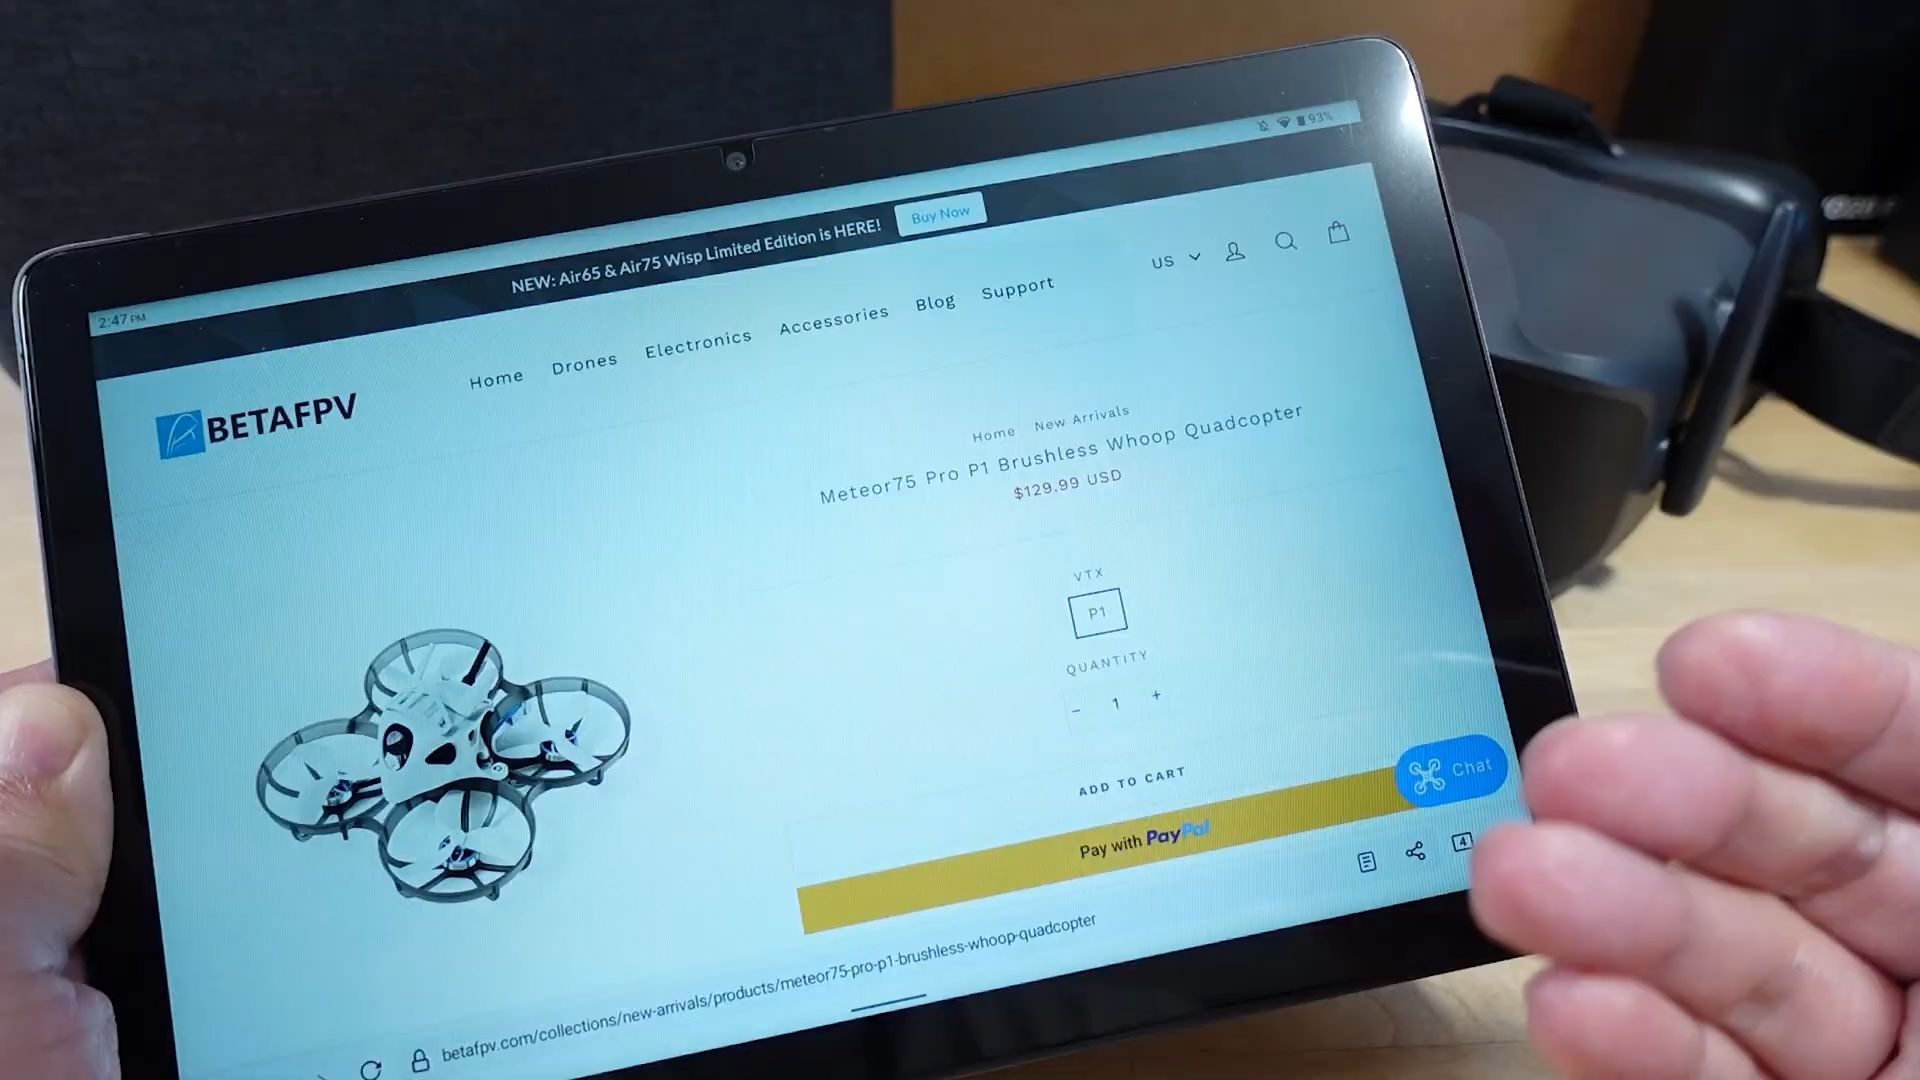 2:47 PM
93%
NEW: Air65 & Air75 Wisp Limited Edition is HERE!
Buy Now
BETAFPV
Home Drones Electronics Accessories Blog Support
US
Home New Arrivals
Meteor75 Pro P1 Brushless Whoop Quadcopter
$129.99 USD
VTX
P1
QUANTITY
− 1 +
ADD TO CART
Pay with PayPal
Chat
4
betafpv.com/collections/new-arrivals/products/meteor75-pro-p1-brushless-whoop-quadcopter